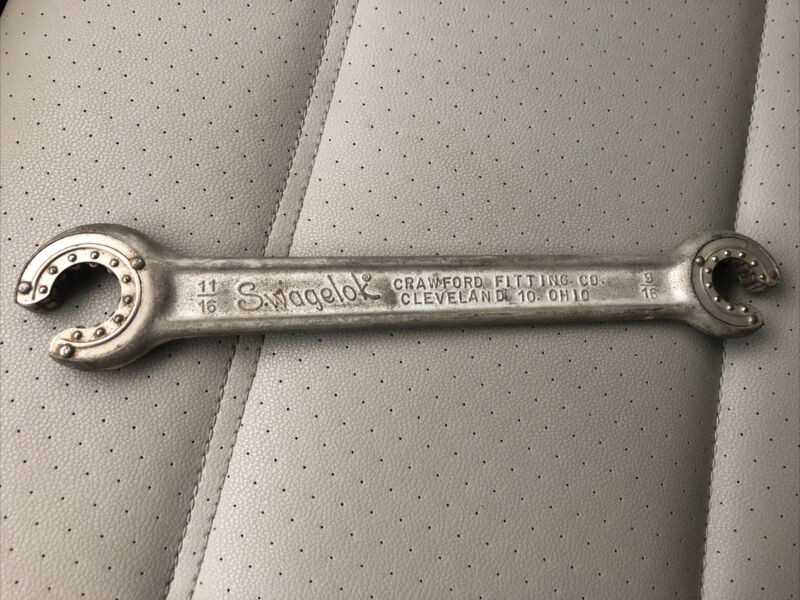 11/16 Swagelok® CRAWFORD FITTING CO. 9/16
CLEVELAND 10, OHIO